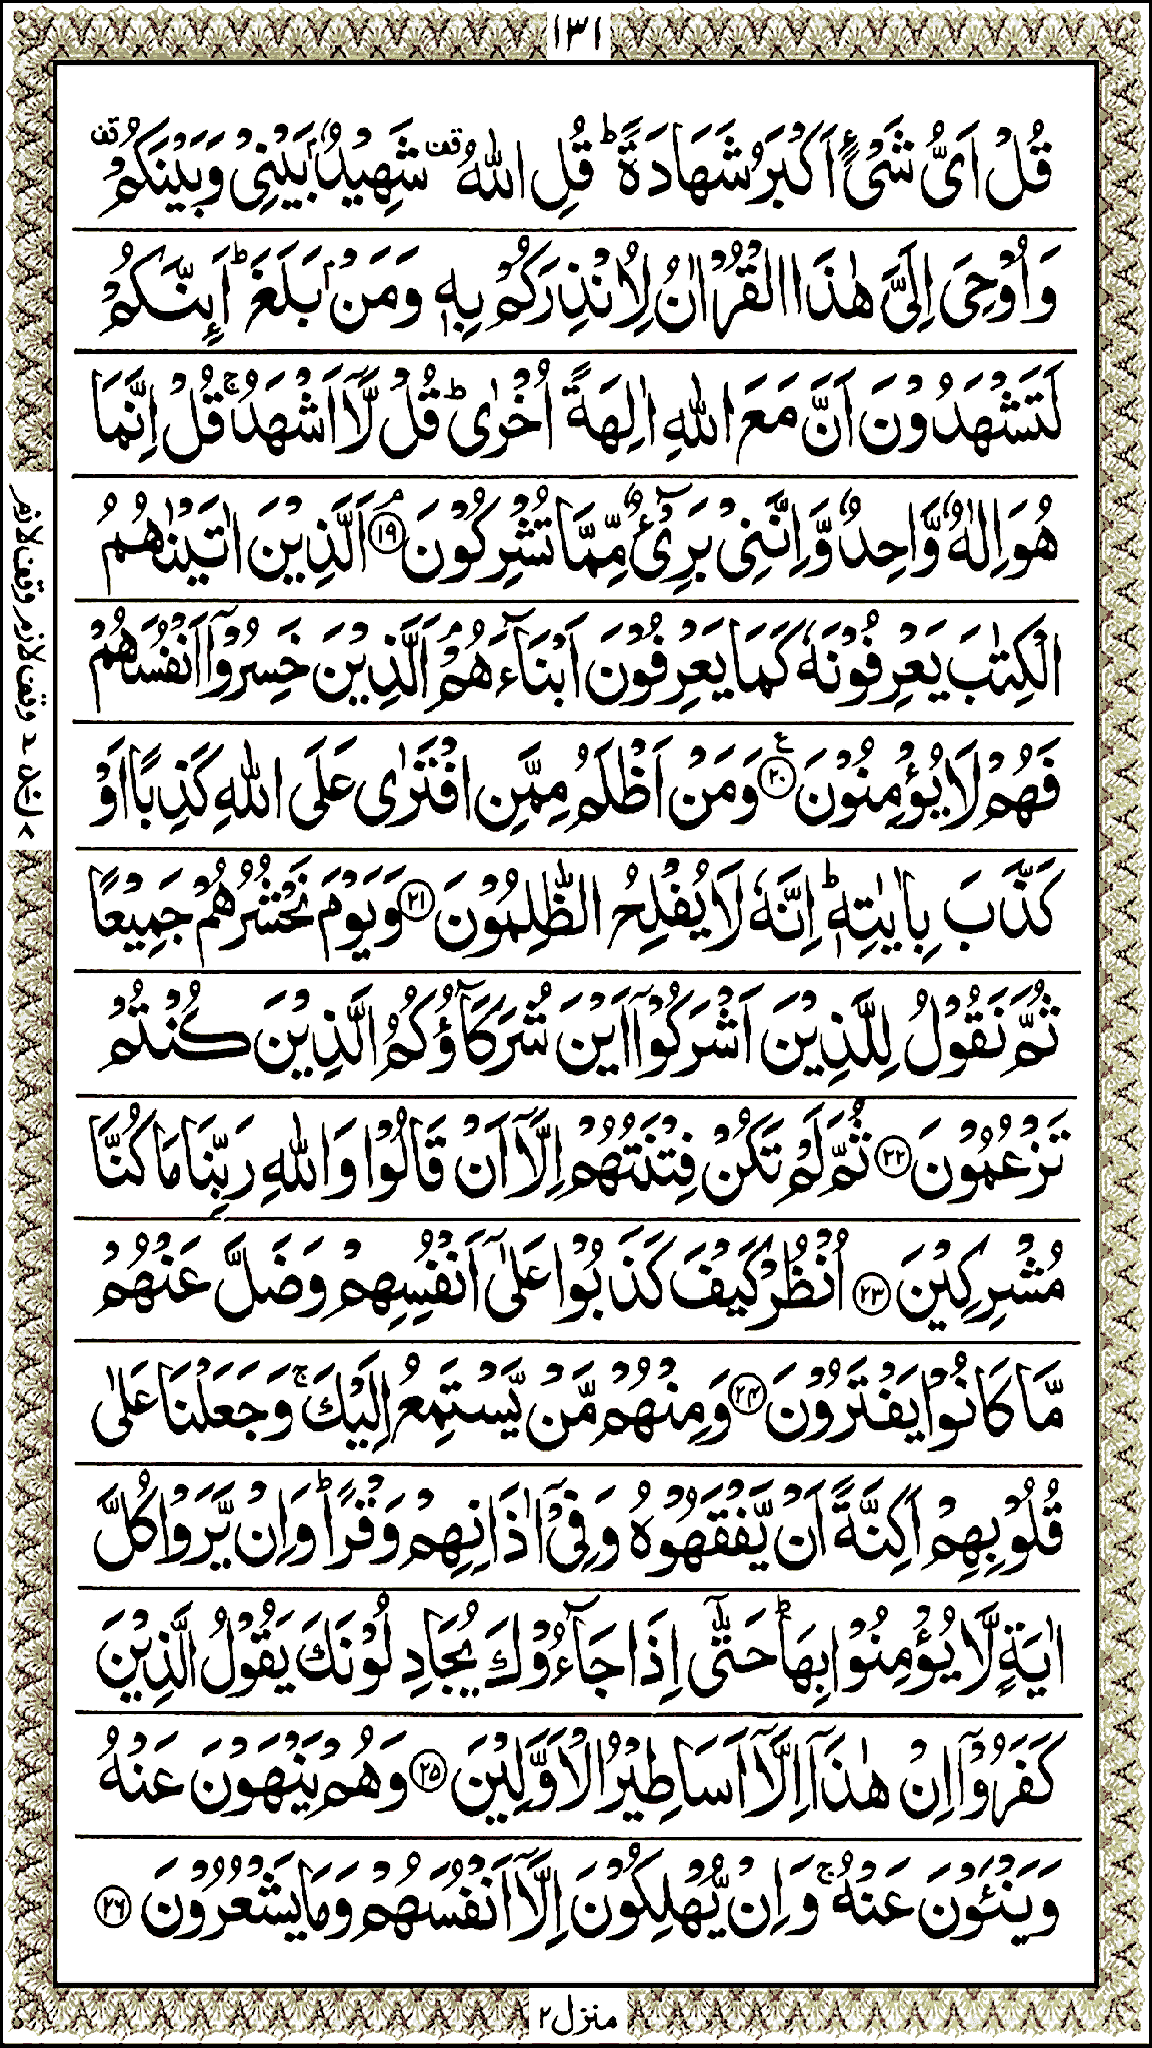 ١٣١
قُلْ اَیُّ شَیْءٍ اَكْبَرُ شَهَادَةً ؕ قُلِ اللّٰهُ ۙ۫ شَهِیْدٌۢ بَیْنِیْ وَ بَیْنَكُمْ ۫
وَ اُوْحِیَ اِلَیَّ هٰذَا الْقُرْاٰنُ لِاُنْذِرَكُمْ بِهٖ وَ مَنْۢ بَلَغَ ؕ اَىِٕنَّكُمْ
لَتَشْهَدُوْنَ اَنَّ مَعَ اللّٰهِ اٰلِهَةً اُخْرٰى ؕ قُلْ لَّاۤ اَشْهَدُ ۚ قُلْ اِنَّمَا
هُوَ اِلٰهٌ وَّاحِدٌ وَّ اِنَّنِیْ بَرِیْٓءٌ مِّمَّا تُشْرِكُوْنَ ۘ ﴿۱۹﴾ اَلَّذِیْنَ اٰتَیْنٰهُمُ
الْكِتٰبَ یَعْرِفُوْنَهٗ كَمَا یَعْرِفُوْنَ اَبْنَآءَهُمْ ۘ اَلَّذِیْنَ خَسِرُوْۤا اَنْفُسَهُمْ
فَهُمْ لَا یُؤْمِنُوْنَ ﴿۲۰﴾ ع وَ مَنْ اَظْلَمُ مِمَّنِ افْتَرٰى عَلَى اللّٰهِ كَذِبًا اَوْ
كَذَّبَ بِاٰیٰتِهٖ ؕ اِنَّهٗ لَا یُفْلِحُ الظّٰلِمُوْنَ ﴿۲۱﴾ وَ یَوْمَ نَحْشُرُهُمْ جَمِیْعًا
ثُمَّ نَقُوْلُ لِلَّذِیْنَ اَشْرَكُوْۤا اَیْنَ شُرَكَآؤُكُمُ الَّذِیْنَ كُنْتُمْ
تَزْعُمُوْنَ ﴿۲۲﴾ ثُمَّ لَمْ تَكُنْ فِتْنَتُهُمْ اِلَّاۤ اَنْ قَالُوْا وَ اللّٰهِ رَبِّنَا مَا كُنَّا
مُشْرِكِیْنَ ﴿۲۳﴾ اُنْظُرْ كَیْفَ كَذَبُوْا عَلٰۤى اَنْفُسِهِمْ وَ ضَلَّ عَنْهُمْ
مَّا كَانُوْا یَفْتَرُوْنَ ﴿۲۴﴾ وَ مِنْهُمْ مَّنْ یَّسْتَمِعُ اِلَیْكَ ۚ وَ جَعَلْنَا عَلٰى
قُلُوْبِهِمْ اَكِنَّةً اَنْ یَّفْقَهُوْهُ وَ فِیْۤ اٰذَانِهِمْ وَقْرًا ؕ وَ اِنْ یَّرَوْا كُلَّ
اٰیَةٍ لَّا یُؤْمِنُوْا بِهَا ؕ حَتّٰۤى اِذَا جَآءُوْكَ یُجَادِلُوْنَكَ یَقُوْلُ الَّذِیْنَ
كَفَرُوْۤا اِنْ هٰذَاۤ اِلَّاۤ اَسَاطِیْرُ الْاَوَّلِیْنَ ﴿۲۵﴾ وَ هُمْ یَنْهَوْنَ عَنْهُ
وَ یَنْـَٔوْنَ عَنْهُ ۚ وَ اِنْ یُّهْلِكُوْنَ اِلَّاۤ اَنْفُسَهُمْ وَ مَا یَشْعُرُوْنَ ﴿۲۶﴾
منزل ٢